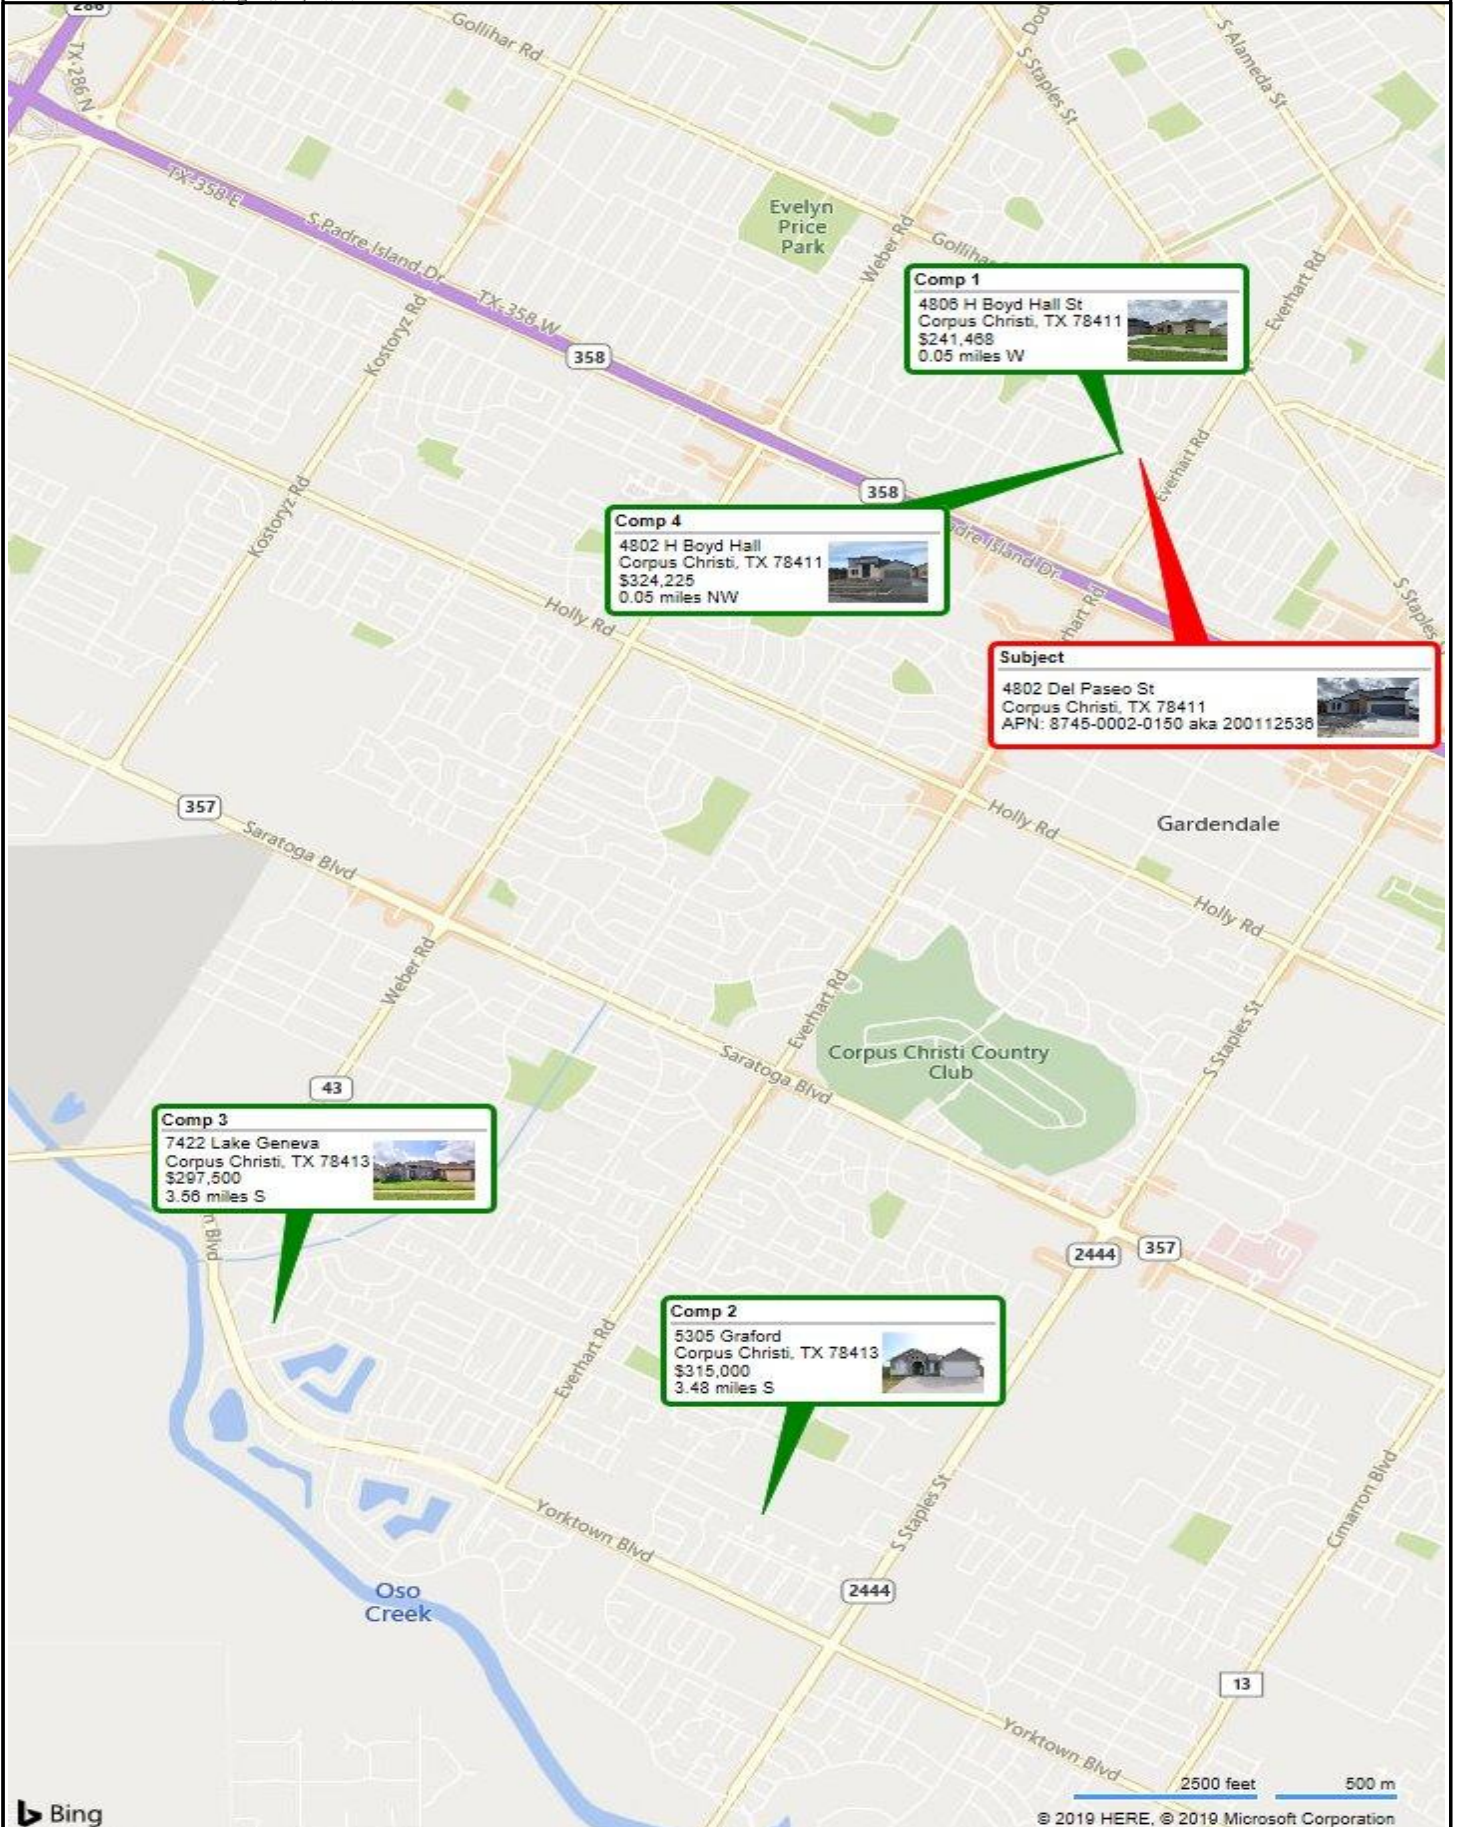 286
TX-286 N
Gollihar Rd
S Staples St
S Alameda St
TX-358-E
S Padre Island Dr
TX-358-W
358
Kostoryz Rd
Evelyn
Price
Park
Weber Rd
Everhart Rd
Comp 1
4806 H Boyd Hall St
Corpus Christi, TX 78411
$241,468
0.05 miles W
Everhart Rd
358
Kostoryz Rd
Comp 4
4802 H Boyd Hall
Corpus Christi, TX 78411
$324,225
0.05 miles NW
Island Dr
Holly Rd
S Staples
Subject
4802 Del Paseo St
Corpus Christi, TX 78411
APN: 8745-0002-0150 aka 200112536
357
Saratoga Blvd
Holly Rd
Gardendale
Holly Rd
Weber Rd
Everhart Rd
S Staples St
Corpus Christi Country
Club
Saratoga Blvd
43
Comp 3
7422 Lake Geneva
Corpus Christi, TX 78413
$297,500
3.56 miles S
Blvd
2444
357
Comp 2
5305 Graford
Corpus Christi, TX 78413
$315,000
3.48 miles S
Everhart Rd
S Staples St
Cimarron Blvd
Yorktown Blvd
Oso
Creek
2444
13
Yorktown Blvd
2500 feet
500 m
Bing
© 2019 HERE, © 2019 Microsoft Corporation